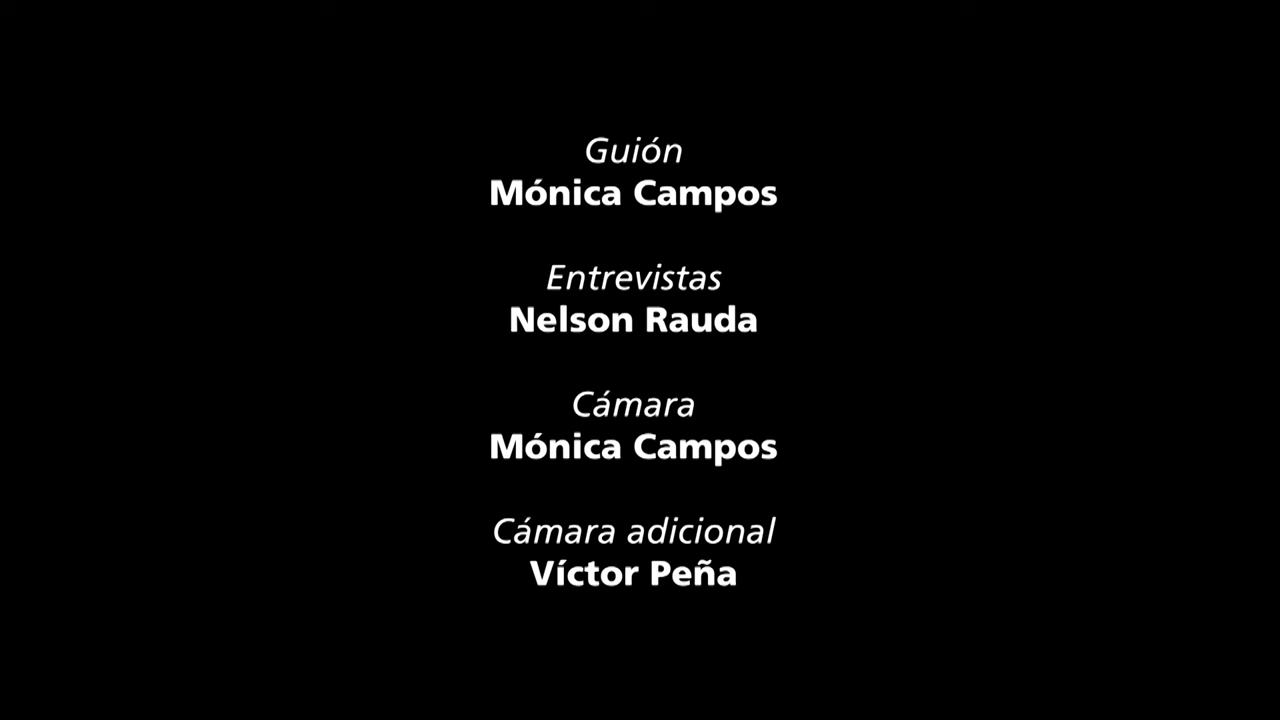 Guión
Mónica Campos
Entrevistas
Nelson Rauda
Cámara
Mónica Campos
Cámara adicional
Víctor Peña